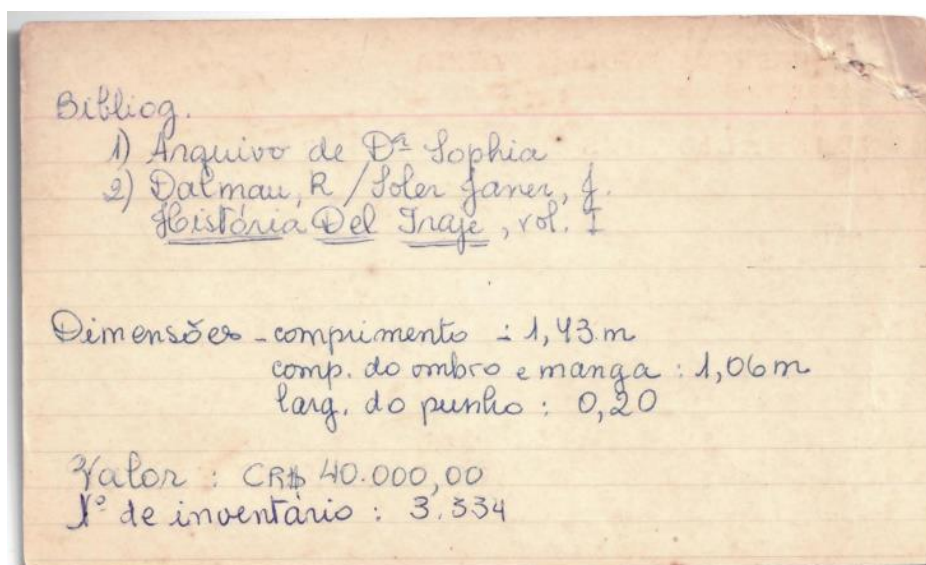 Bibliog.
1) Arquivo de Dª Sophia
2) Dalmau, R / Soler Janer, J.
História Del Traje, vol. I
Dimensões - comprimento : 1,43 m
comp. do ombro e manga : 1,06 m
larg. do punho : 0,20
Valor : CR$ 40.000,00
Nº de inventário : 3.334